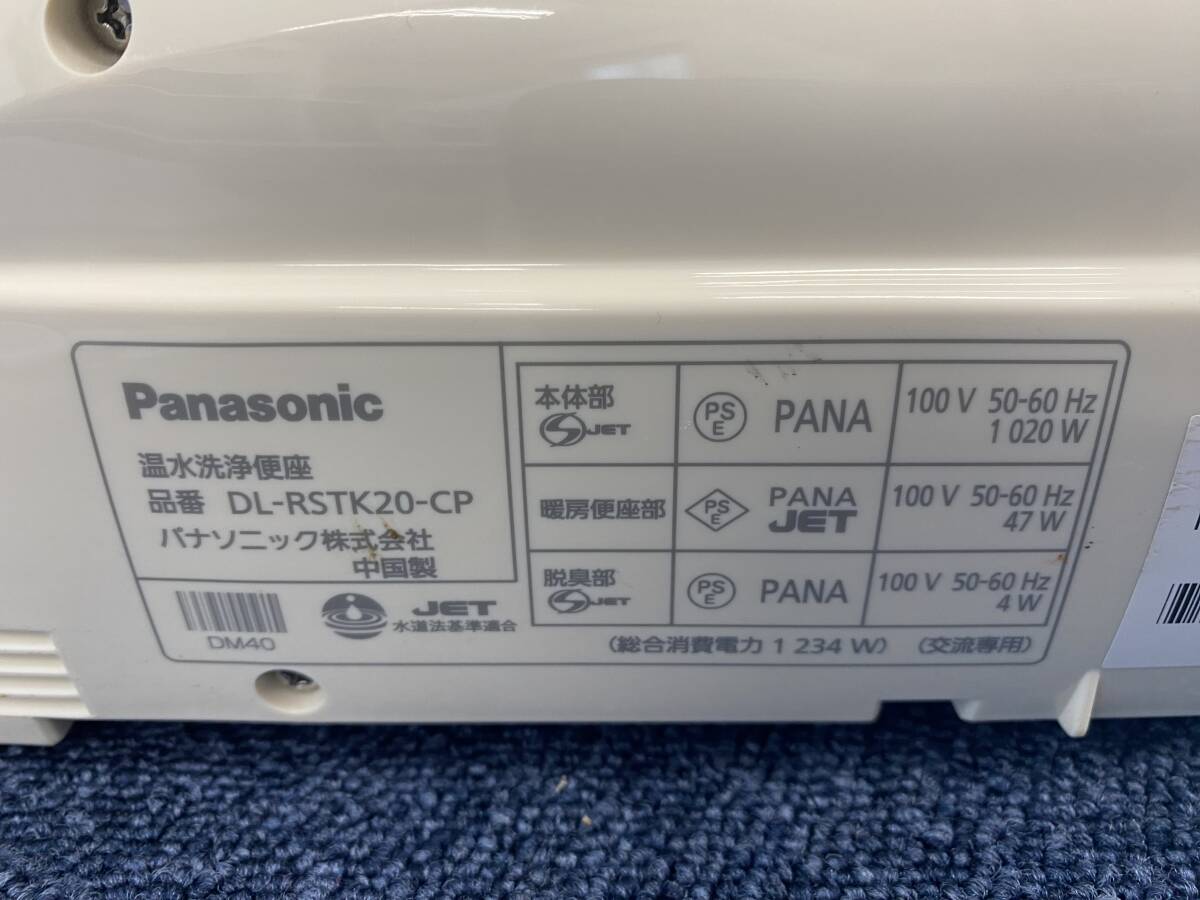 Panasonic
温水洗浄便座
品番 DL-RSTK20-CP
パナソニック株式会社
中国製
DM40
JET
水道法基準適合
本体部
S JET
PS E
PANA
100 V 50-60 Hz
1 020 W
暖房便座部
PS E
PANA
JET
100 V 50-60 Hz
47 W
脱臭部
S JET
PS E
PANA
100 V 50-60 Hz
4 W
(総合消費電力 1 234 W) (交流専用)